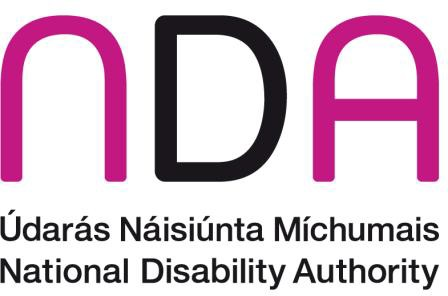 NDA
Údarás Náisiúnta Míchumais
National Disability Authority